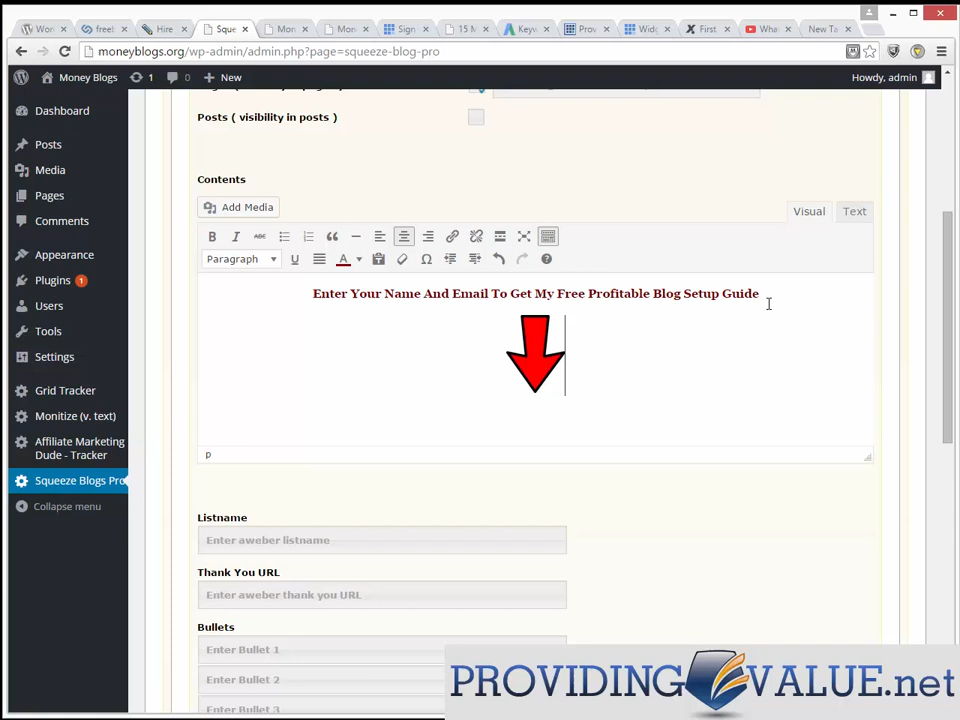 Wor
freel
Hire
Sque
Mon
Mon
Sign
15 M
Keyw
Prov
Widg
First
Wha
New Ta
moneyblogs.org/wp-admin/admin.php?page=squeeze-blog-pro
Money Blogs 1 0 New Howdy, admin
Dashboard
Posts
Media
Pages
Comments
Appearance
Plugins 1
Users
Tools
Settings
Grid Tracker
Monitize (v. text)
Affiliate Marketing
Dude - Tracker
Squeeze Blogs Pro
Collapse menu
Posts ( visibility in posts )
Contents
Add Media
Visual Text
B I ABC
Paragraph U A Ω
Enter Your Name And Email To Get My Free Profitable Blog Setup Guide
p
Listname
Enter aweber listname
Thank You URL
Enter aweber thank you URL
Bullets
Enter Bullet 1
Enter Bullet 2
Enter Bullet 3
PROVIDING VALUE.net